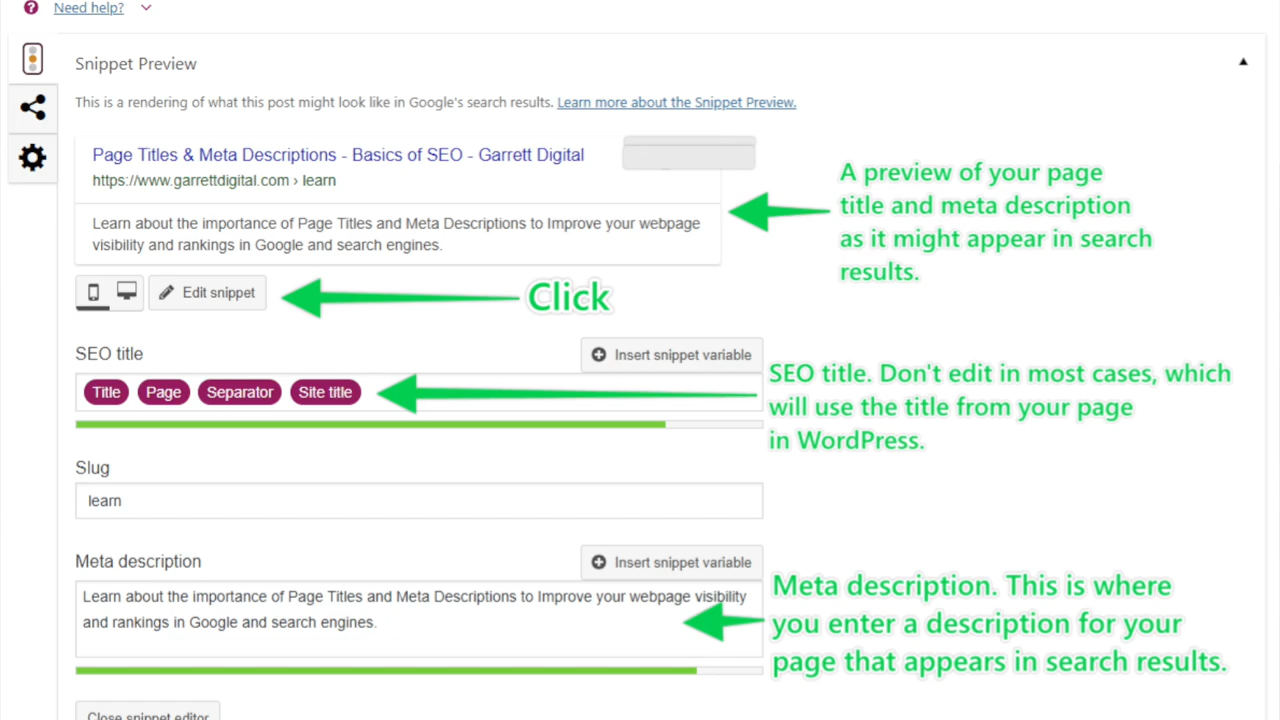 Need help?
Snippet Preview
This is a rendering of what this post might look like in Google's search results. Learn more about the Snippet Preview.
Page Titles & Meta Descriptions - Basics of SEO - Garrett Digital
https://www.garrettdigital.com › learn
Learn about the importance of Page Titles and Meta Descriptions to Improve your webpage
visibility and rankings in Google and search engines.
A preview of your page
title and meta description
as it might appear in search
results.
Edit snippet
Click
SEO title
Insert snippet variable
Title Page Separator Site title
SEO title. Don't edit in most cases, which
will use the title from your page
in WordPress.
Slug
learn
Meta description
Insert snippet variable
Learn about the importance of Page Titles and Meta Descriptions to Improve your webpage visibility
and rankings in Google and search engines.
Meta description. This is where
you enter a description for your
page that appears in search results.
Close snippet editor